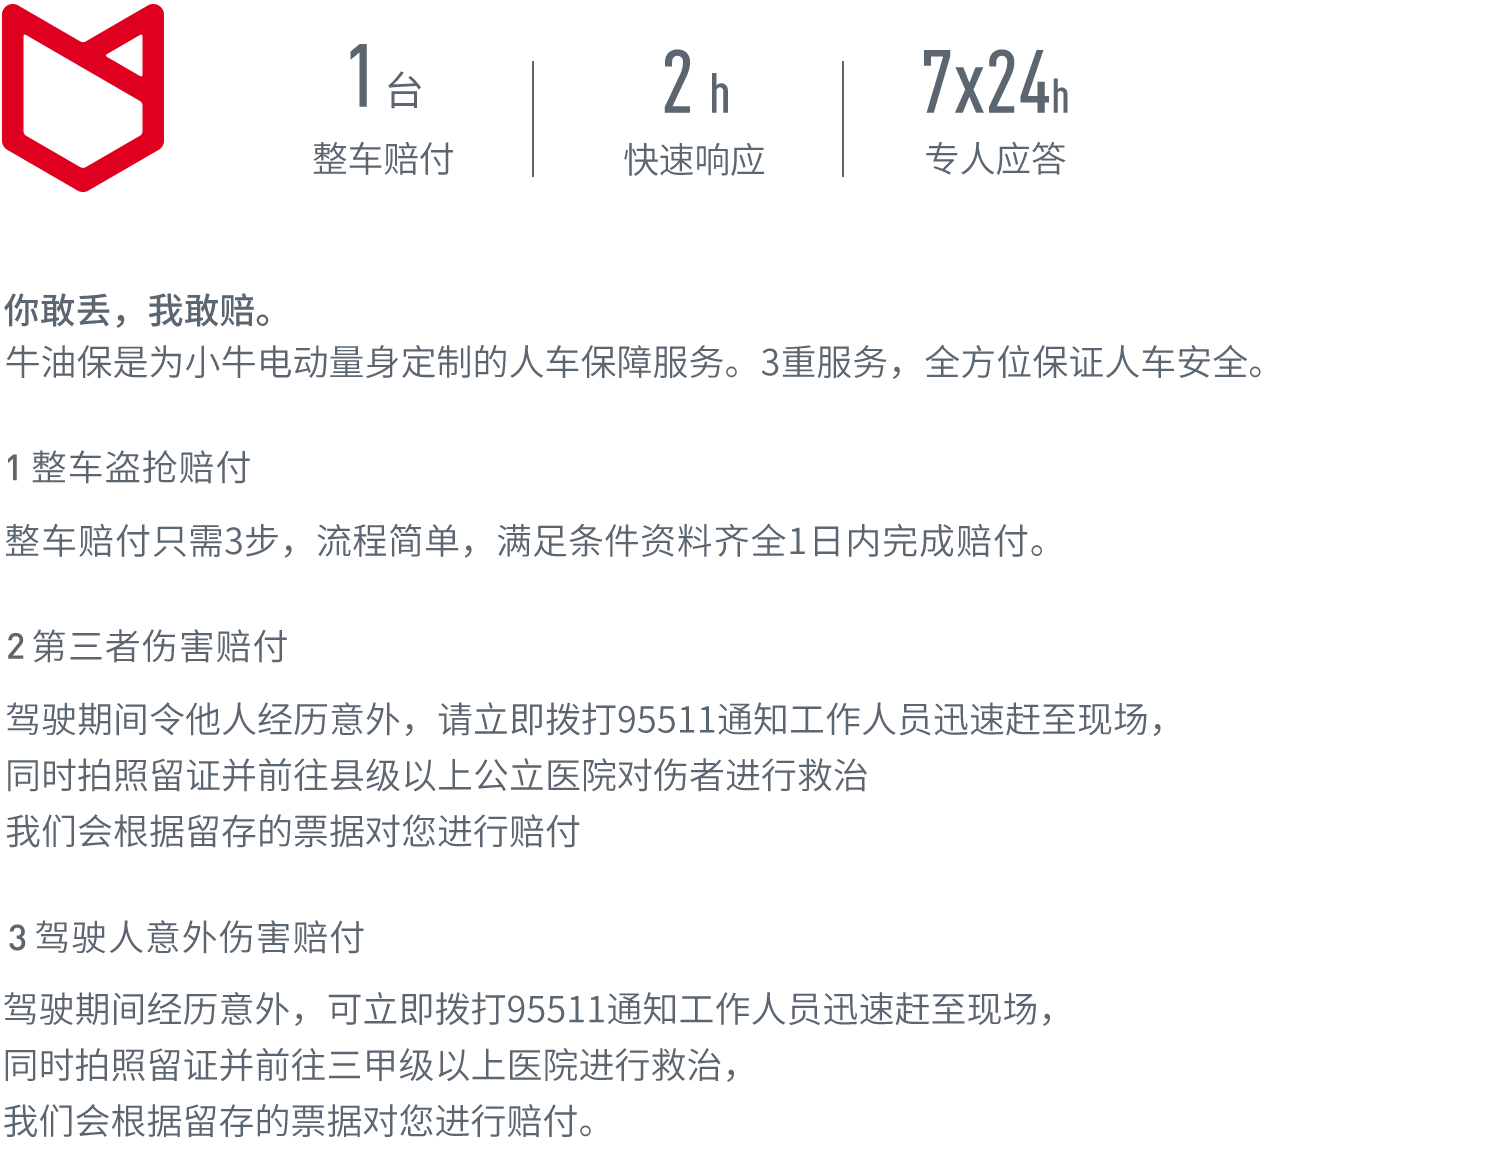 1 台
整车赔付
2 h
快速响应
7x24h
专人应答
你敢丢，我敢赔。
牛油保是为小牛电动量身定制的人车保障服务。3重服务，全方位保证人车安全。
1 整车盗抢赔付
整车赔付只需3步，流程简单，满足条件资料齐全1日内完成赔付。
2 第三者伤害赔付
驾驶期间令他人经历意外，请立即拨打95511通知工作人员迅速赶至现场，
同时拍照留证并前往县级以上公立医院对伤者进行救治
我们会根据留存的票据对您进行赔付
3 驾驶人意外伤害赔付
驾驶期间经历意外，可立即拨打95511通知工作人员迅速赶至现场，
同时拍照留证并前往三甲级以上医院进行救治，
我们会根据留存的票据对您进行赔付。